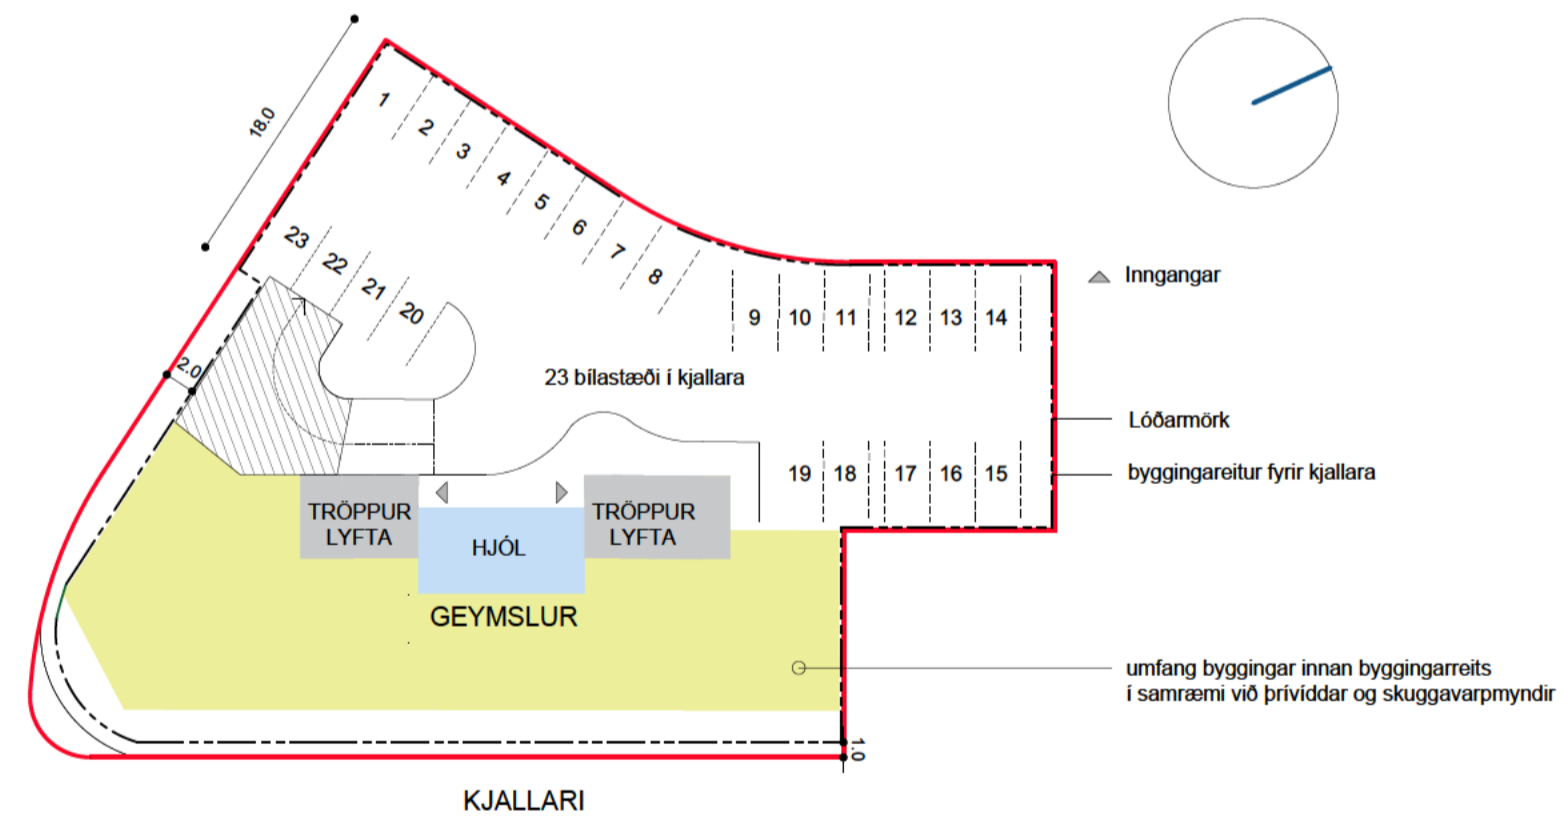 18.0
1
2
3
4
5
6
7
8
23
22
21
20
2.0
9 10 11 12 13 14
Inngangar
23 bílastæði í kjallara
Lóðarmörk
19 18 17 16 15
byggingareitur fyrir kjallara
TRÖPPUR
LYFTA
HJÓL
TRÖPPUR
LYFTA
GEYMSLUR
umfang byggingar innan byggingarreits
í samræmi við þrívíddar og skuggavarpmyndir
1.0
KJALLARI